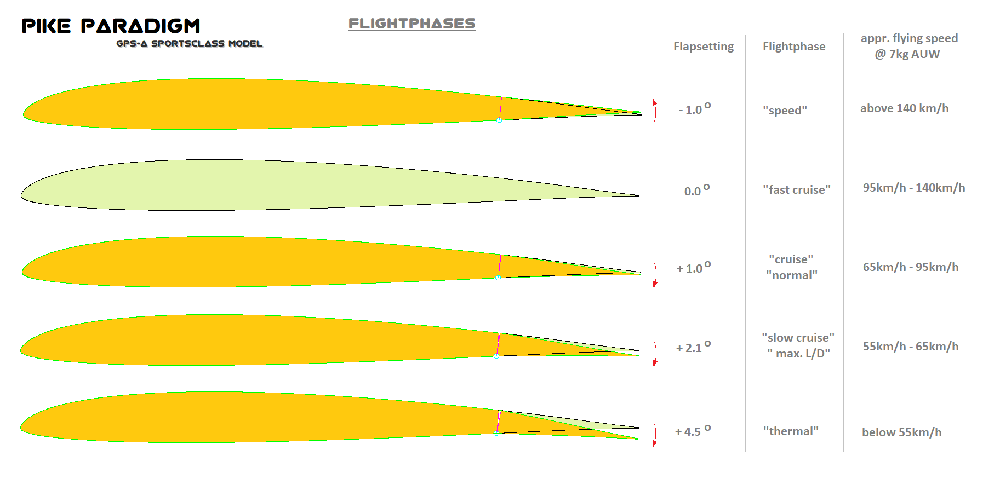 PIKE PARADIGM
GPS-A SPORTSCLASS MODEL
FLIGHTPHASES
Flapsetting
Flightphase
appr. flying speed
@ 7kg AUW
- 1.0 O
"speed"
above 140 km/h
0.0 O
"fast cruise"
95km/h - 140km/h
+ 1.0 O
"cruise"
"normal"
65km/h - 95km/h
+ 2.1 O
"slow cruise"
" max. L/D"
55km/h - 65km/h
+ 4.5 O
"thermal"
below 55km/h